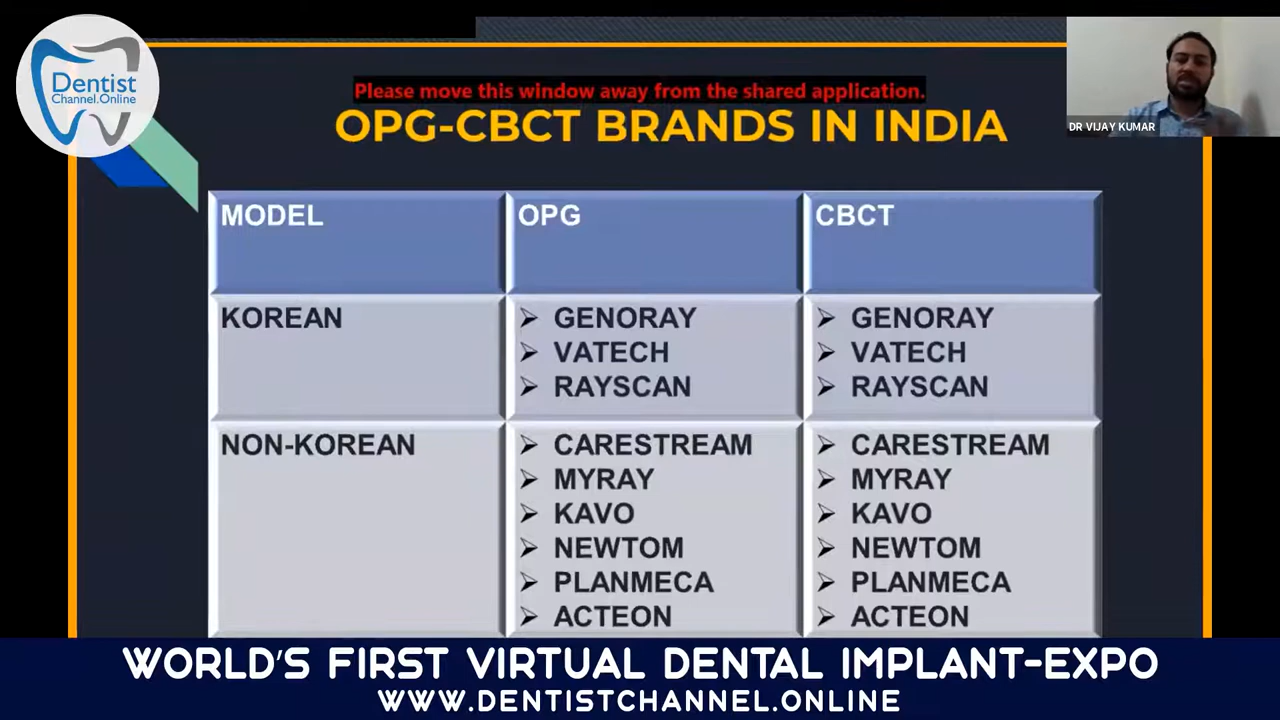 Dentist
Channel.Online
Please move this window away from the shared application.
OPG-CBCT BRANDS IN INDIA
DR VIJAY KUMAR
MODEL OPG CBCT
KOREAN ➢ GENORAY ➢ GENORAY
➢ VATECH ➢ VATECH
➢ RAYSCAN ➢ RAYSCAN
NON-KOREAN ➢ CARESTREAM ➢ CARESTREAM
➢ MYRAY ➢ MYRAY
➢ KAVO ➢ KAVO
➢ NEWTOM ➢ NEWTOM
➢ PLANMECA ➢ PLANMECA
➢ ACTEON ➢ ACTEON
WORLD'S FIRST VIRTUAL DENTAL IMPLANT-EXPO
WWW.DENTISTCHANNEL.ONLINE